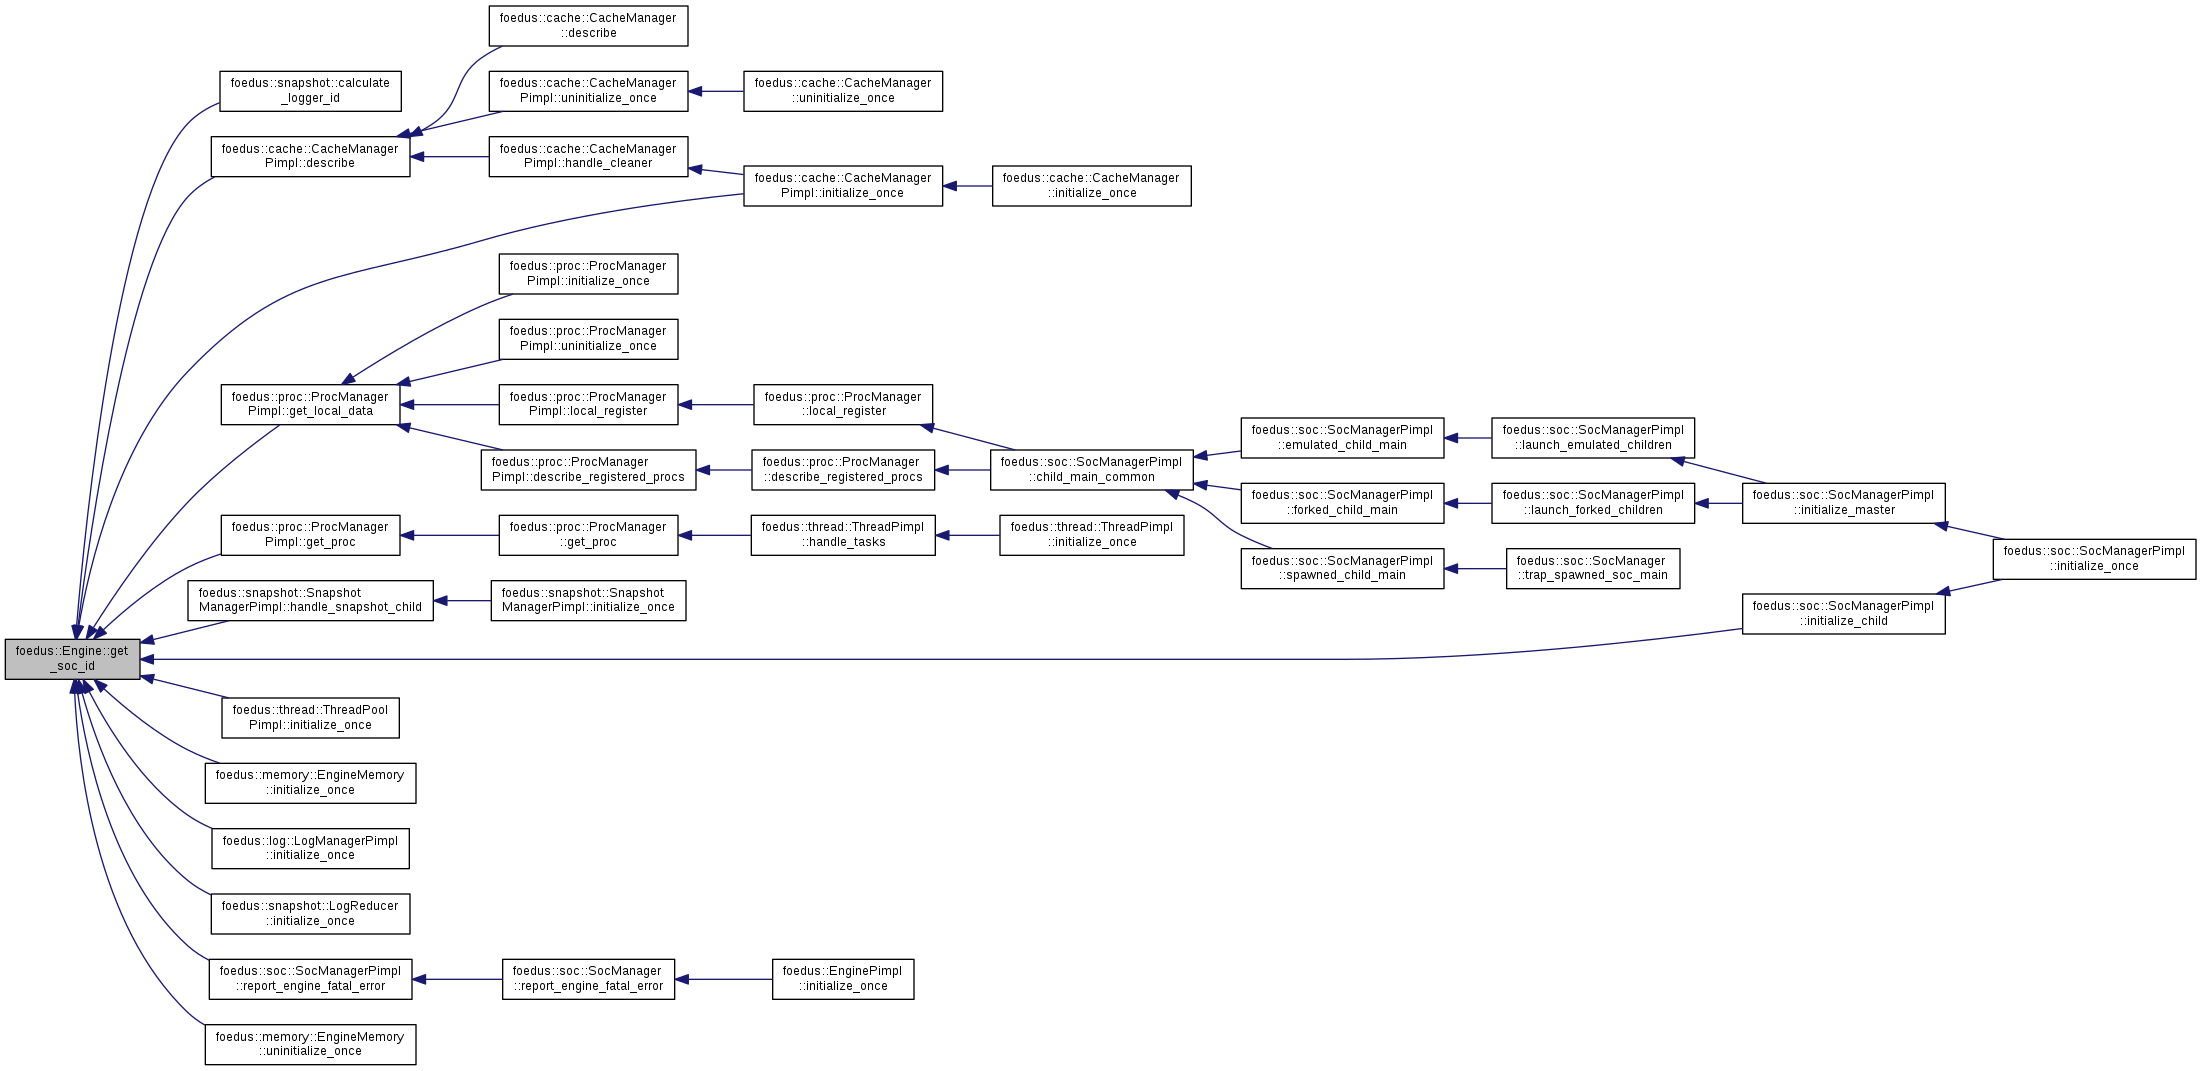 foedus::cache::CacheManager
::describe
foedus::snapshot::calculate
_logger_id
foedus::cache::CacheManager
Pimpl::uninitialize_once
foedus::cache::CacheManager
::uninitialize_once
foedus::cache::CacheManager
Pimpl::describe
foedus::cache::CacheManager
Pimpl::handle_cleaner
foedus::cache::CacheManager
Pimpl::initialize_once
foedus::cache::CacheManager
::initialize_once
foedus::proc::ProcManager
Pimpl::initialize_once
foedus::proc::ProcManager
Pimpl::uninitialize_once
foedus::proc::ProcManager
Pimpl::get_local_data
foedus::proc::ProcManager
Pimpl::local_register
foedus::proc::ProcManager
::local_register
foedus::proc::ProcManager
Pimpl::describe_registered_procs
foedus::proc::ProcManager
::describe_registered_procs
foedus::soc::SocManagerPimpl
::child_main_common
foedus::soc::SocManagerPimpl
::emulated_child_main
foedus::soc::SocManagerPimpl
::launch_emulated_children
foedus::soc::SocManagerPimpl
::forked_child_main
foedus::soc::SocManagerPimpl
::launch_forked_children
foedus::soc::SocManagerPimpl
::initialize_master
foedus::proc::ProcManager
Pimpl::get_proc
foedus::proc::ProcManager
::get_proc
foedus::thread::ThreadPimpl
::handle_tasks
foedus::thread::ThreadPimpl
::initialize_once
foedus::soc::SocManagerPimpl
::spawned_child_main
foedus::soc::SocManager
::trap_spawned_soc_main
foedus::soc::SocManagerPimpl
::initialize_once
foedus::snapshot::Snapshot
ManagerPimpl::handle_snapshot_child
foedus::snapshot::Snapshot
ManagerPimpl::initialize_once
foedus::soc::SocManagerPimpl
::initialize_child
foedus::Engine::get
_soc_id
foedus::thread::ThreadPool
Pimpl::initialize_once
foedus::memory::EngineMemory
::initialize_once
foedus::log::LogManagerPimpl
::initialize_once
foedus::snapshot::LogReducer
::initialize_once
foedus::soc::SocManagerPimpl
::report_engine_fatal_error
foedus::soc::SocManager
::report_engine_fatal_error
foedus::EnginePimpl
::initialize_once
foedus::memory::EngineMemory
::uninitialize_once